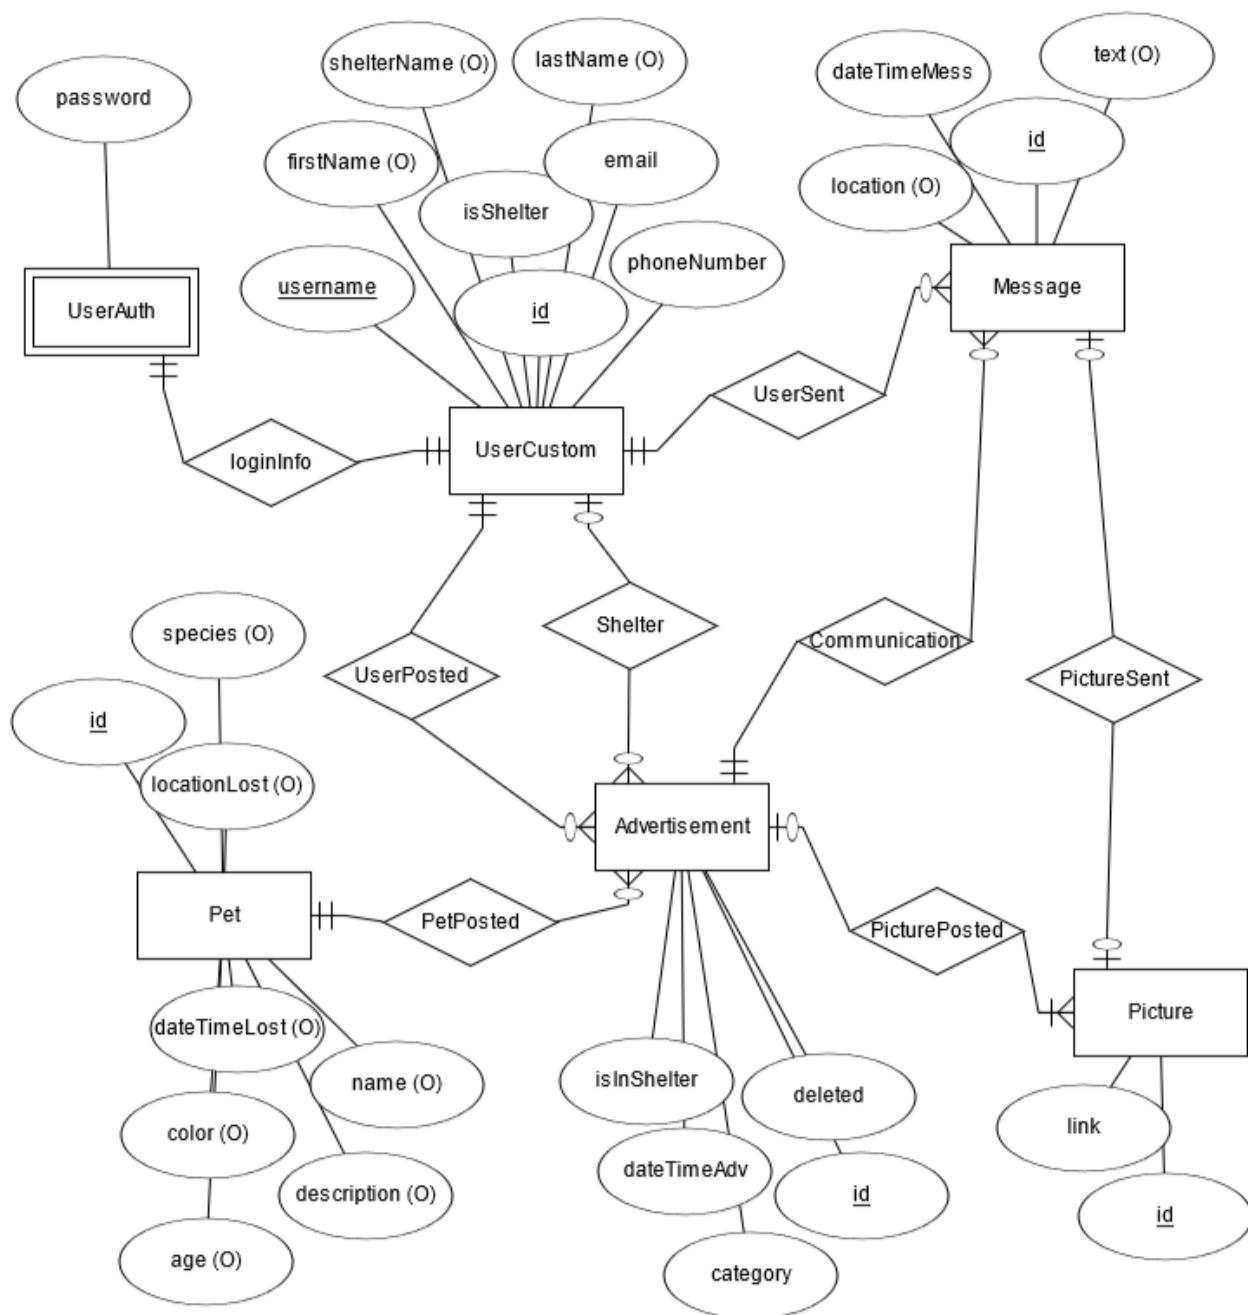 shelterName (O)
lastName (O)
text (O)
dateTimeMess
password
id
firstName (O)
email
location (O)
isShelter
phoneNumber
username
id
Message
UserAuth
UserSent
UserCustom
loginInfo
Shelter
Communication
species (O)
UserPosted
PictureSent
id
locationLost (O)
Advertisement
Pet
PetPosted
PicturePosted
Picture
dateTimeLost (O)
name (O)
isInShelter
deleted
link
color (O)
dateTimeAdv
description (O)
id
id
age (O)
category